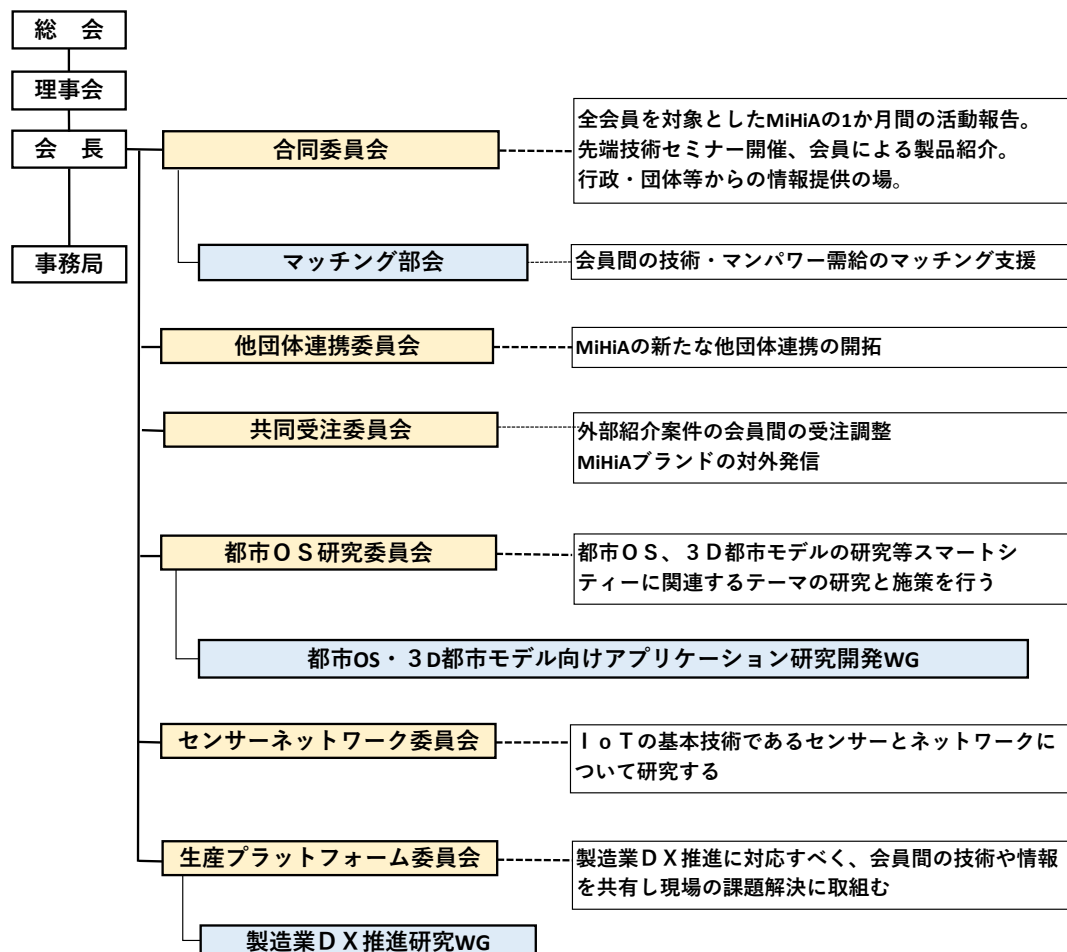 総　会
理事会
会　長
事務局
合同委員会
全会員を対象としたMiHiAの1か月間の活動報告。
先端技術セミナー開催、会員による製品紹介。
行政・団体等からの情報提供の場。
マッチング部会
会員間の技術・マンパワー需給のマッチング支援
他団体連携委員会
MiHiAの新たな他団体連携の開拓
共同受注委員会
外部紹介案件の会員間の受注調整
MiHiAブランドの対外発信
都市ＯＳ研究委員会
都市ＯＳ、３Ｄ都市モデルの研究等スマートシ
ティーに関連するテーマの研究と施策を行う
都市OS・３D都市モデル向けアプリケーション研究開発WG
センサーネットワーク委員会
ＩｏＴの基本技術であるセンサーとネットワークに
ついて研究する
生産プラットフォーム委員会
製造業ＤＸ推進に対応すべく、会員間の技術や情報
を共有し現場の課題解決に取組む
製造業ＤＸ推進研究WG